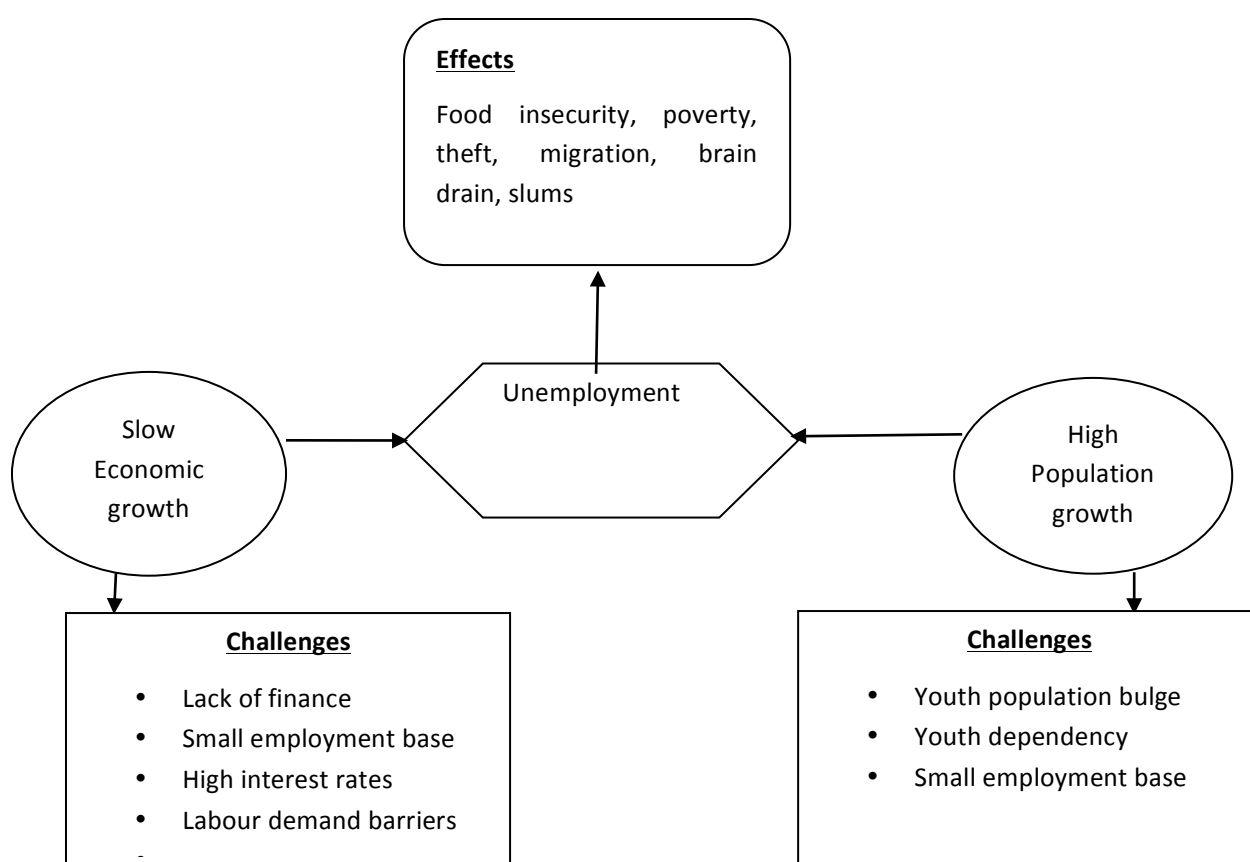 Effects
Food insecurity, poverty,
theft, migration, brain
drain, slums
Unemployment
Slow
Economic
growth
High
Population
growth
Challenges
• Lack of finance
• Small employment base
• High interest rates
• Labour demand barriers
Challenges
• Youth population bulge
• Youth dependency
• Small employment base